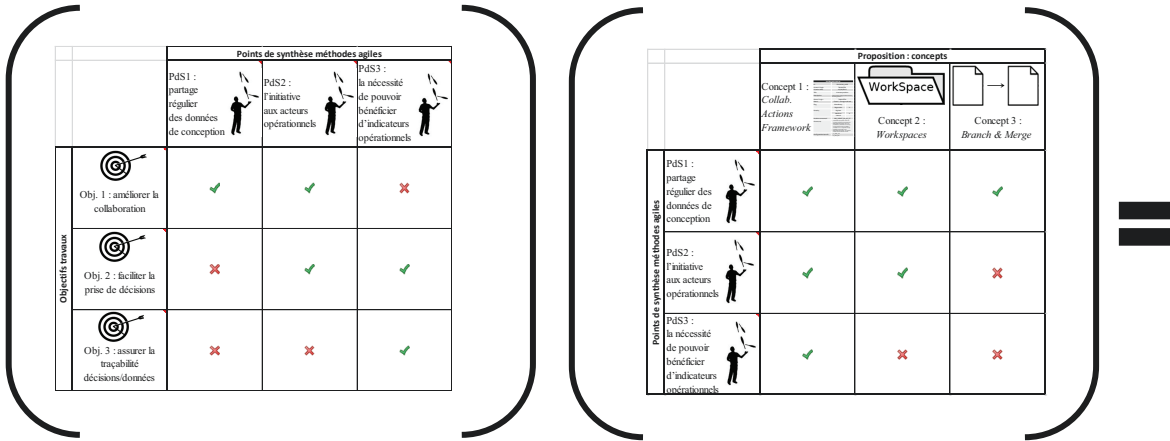 Points de synthèse méthodes agiles
PdS1 :
partage
régulier
des données
de conception
PdS2 :
l'initiative
aux acteurs
opérationnels
PdS3 :
la nécessité
de pouvoir
bénéficier
d'indicateurs
opérationnels
Objectifs travaux
Obj. 1 : améliorer la
collaboration
Obj. 2 : faciliter la
prise de décisions
Obj. 3 : assurer la
traçabilité
décisions/données
Proposition : concepts
Concept 1 :
Collab.
Actions
Framework
WorkSpace
Concept 2 :
Workspaces
Concept 3 :
Branch & Merge
Points de synthèse méthodes agiles
PdS1 :
partage
régulier des
données de
conception
PdS2 :
l'initiative
aux acteurs
opérationnels
PdS3 :
la nécessité
de pouvoir
bénéficier
d'indicateurs
opérationnels
=